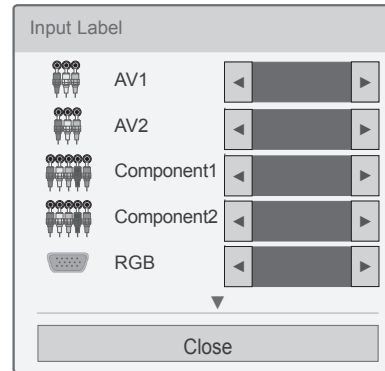 Input Label
AV1
AV2
Component1
Component2
RGB
Close